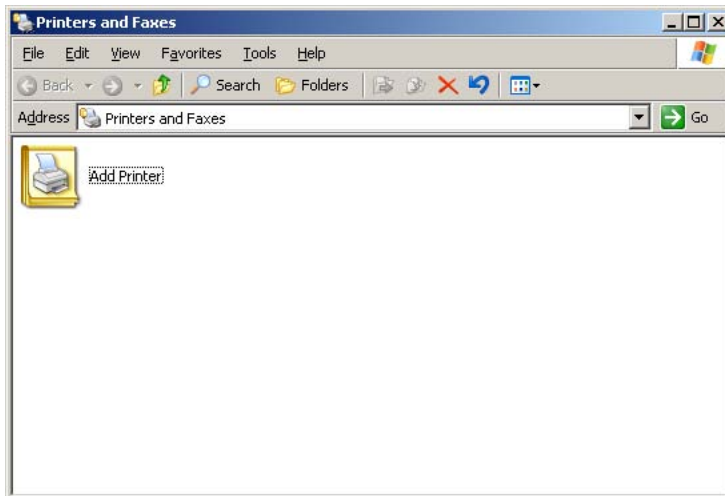 Printers and Faxes
File Edit View Favorites Tools Help
Back Search Folders
Address Printers and Faxes Go
Add Printer